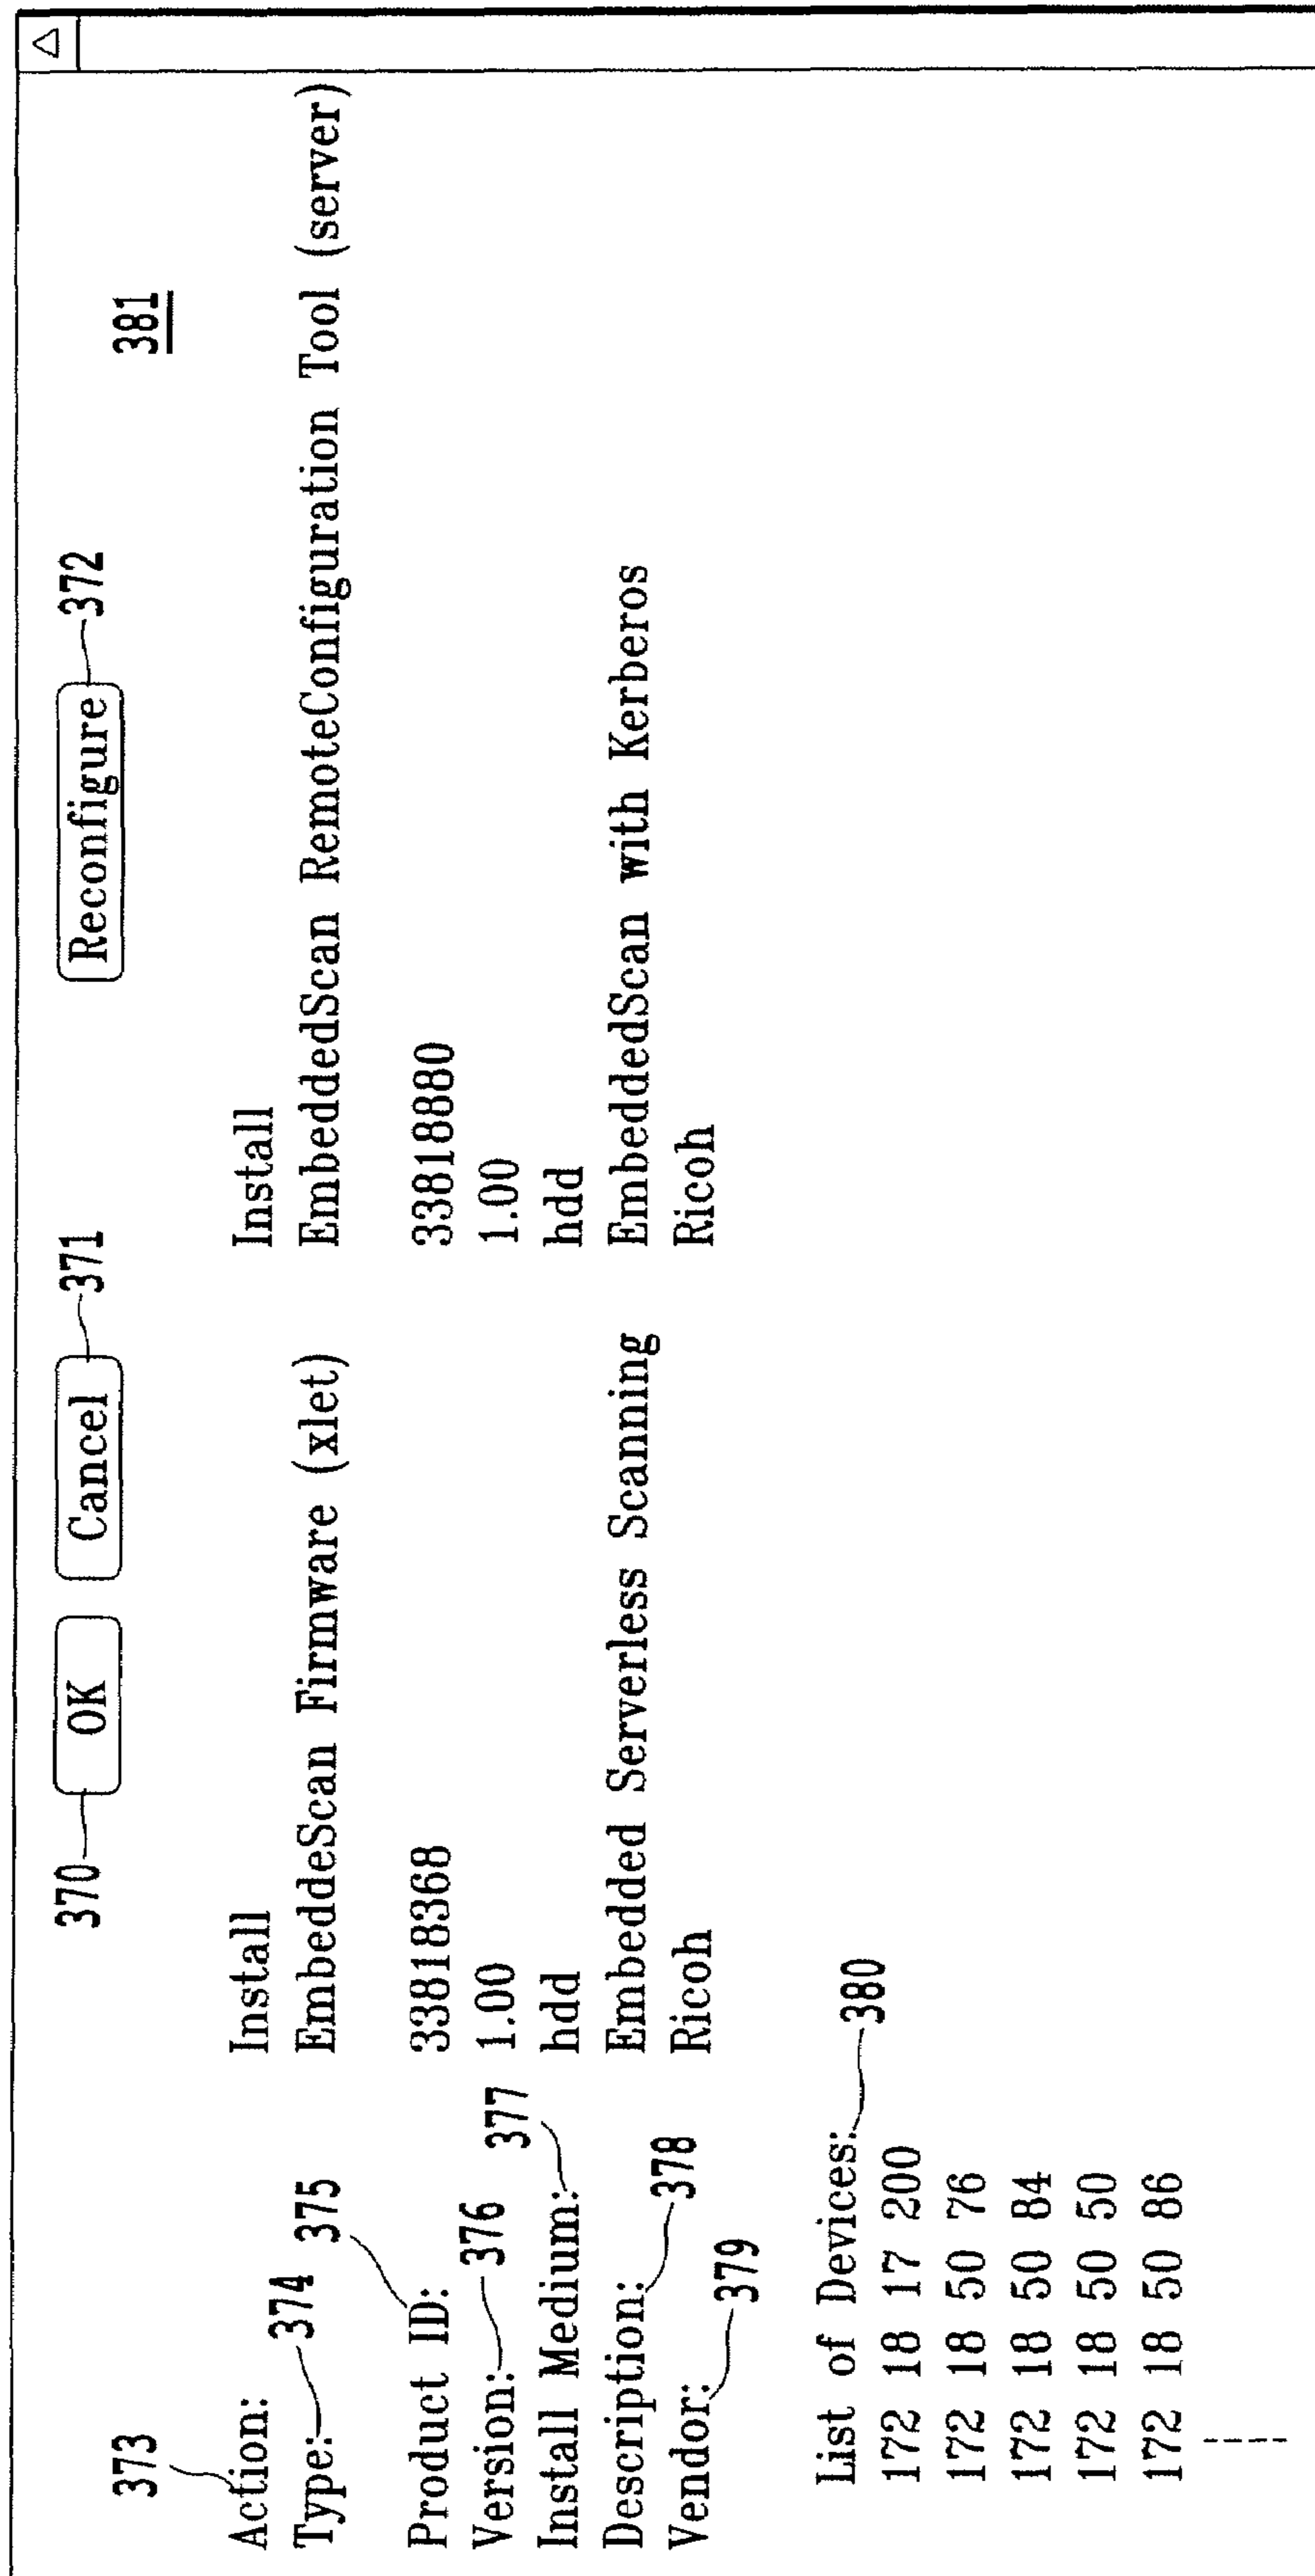 370 OK Cancel 371 Reconfigure 372
381
373
Action: Install Install
Type: 374 EmbeddeScan Firmware (xlet) EmbeddedScan RemoteConfiguration Tool (server)
375
Product ID: 33818368 33818880
Version: 376 1.00 1.00
377
Install Medium: hdd hdd
Description: Embedded Serverless Scanning EmbeddedScan with Kerberos
378
Vendor: Ricoh Ricoh
379
List of Devices: 380
172 18 17 200
172 18 50 76
172 18 50 84
172 18 50 50
172 18 50 86